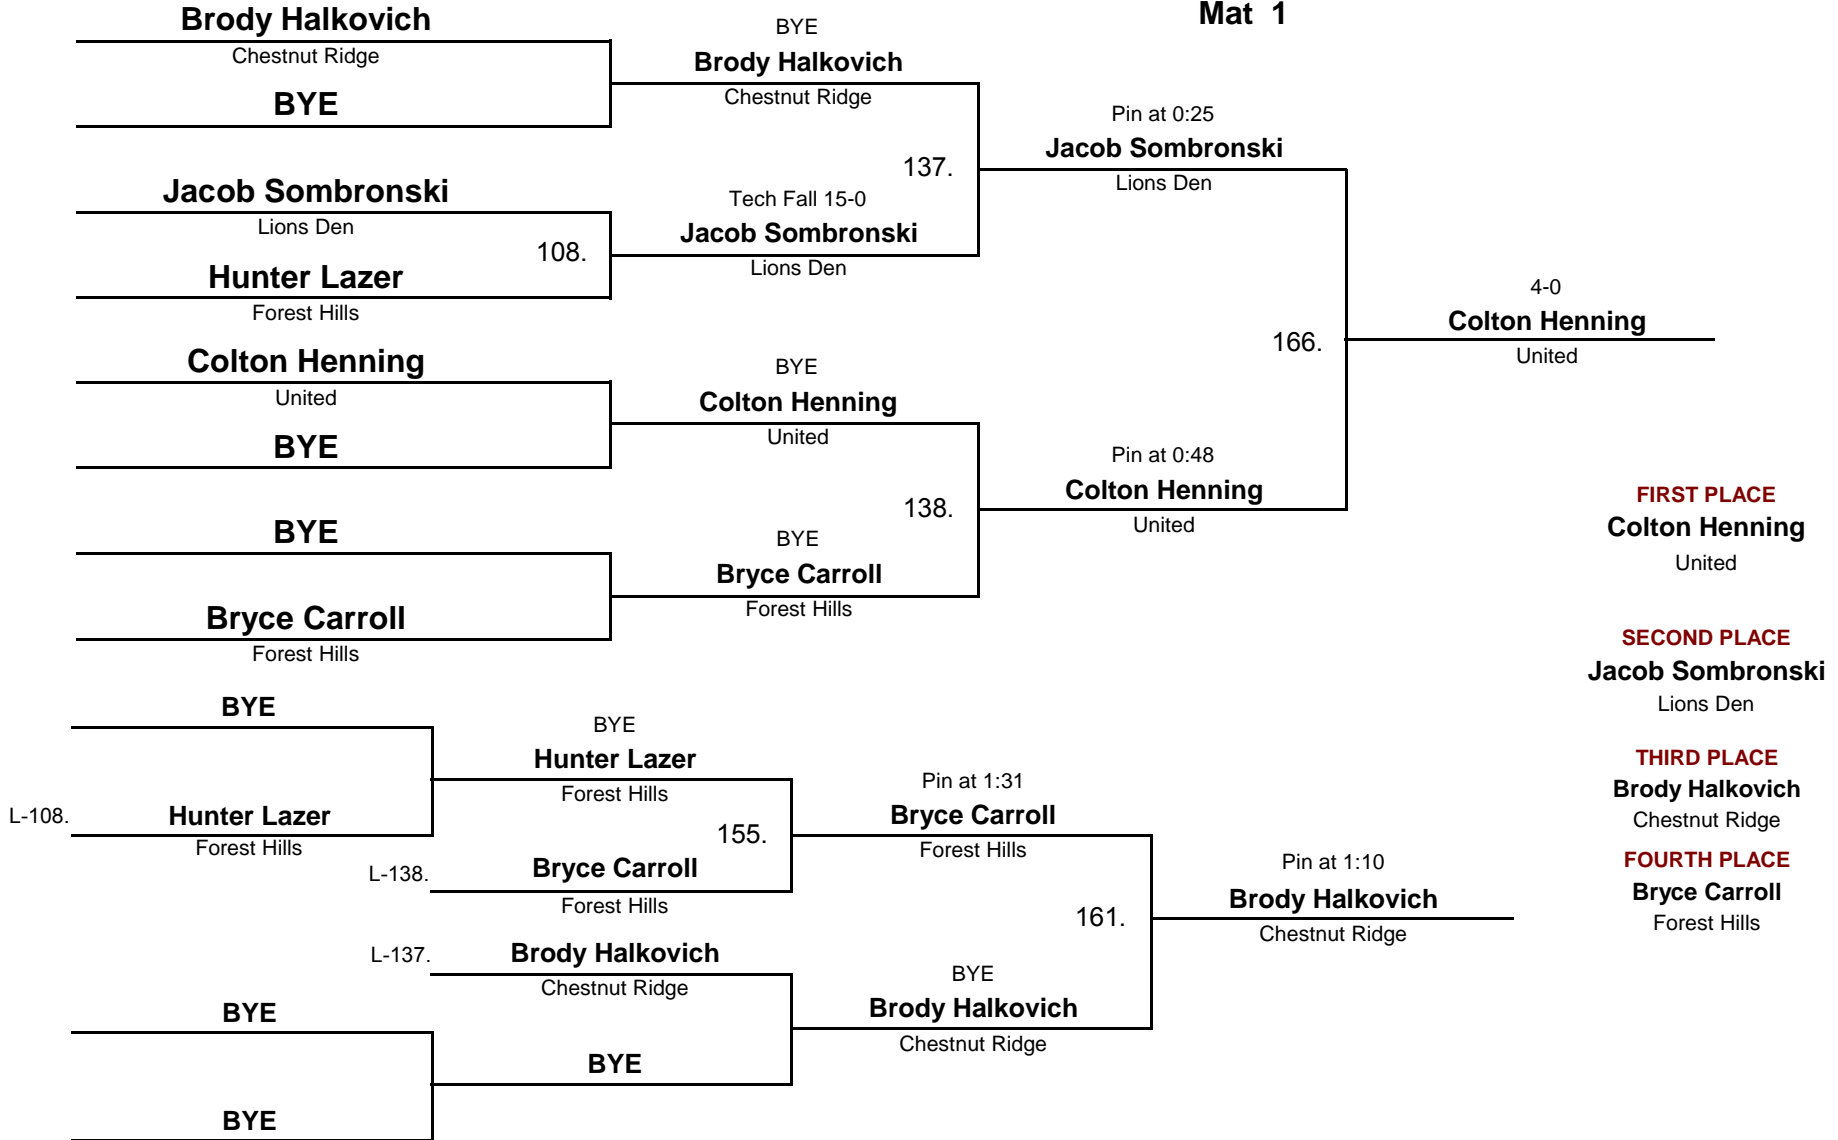 Mat 1
Brody Halkovich
Chestnut Ridge
BYE
Jacob Sombronski
Lions Den
108.
Hunter Lazer
Forest Hills
Colton Henning
United
BYE
BYE
Bryce Carroll
Forest Hills
BYE
Brody Halkovich
Chestnut Ridge
137.
Tech Fall 15-0
Jacob Sombronski
Lions Den
BYE
Colton Henning
United
138.
BYE
Bryce Carroll
Forest Hills
Pin at 0:25
Jacob Sombronski
Lions Den
166.
Pin at 0:48
Colton Henning
United
4-0
Colton Henning
United
FIRST PLACE
Colton Henning
United
SECOND PLACE
Jacob Sombronski
Lions Den
THIRD PLACE
Brody Halkovich
Chestnut Ridge
FOURTH PLACE
Bryce Carroll
Forest Hills
BYE
L-108.
Hunter Lazer
Forest Hills
BYE
BYE
BYE
Hunter Lazer
Forest Hills
155.
L-138.
Bryce Carroll
Forest Hills
L-137.
Brody Halkovich
Chestnut Ridge
BYE
Pin at 1:31
Bryce Carroll
Forest Hills
161.
BYE
Brody Halkovich
Chestnut Ridge
Pin at 1:10
Brody Halkovich
Chestnut Ridge